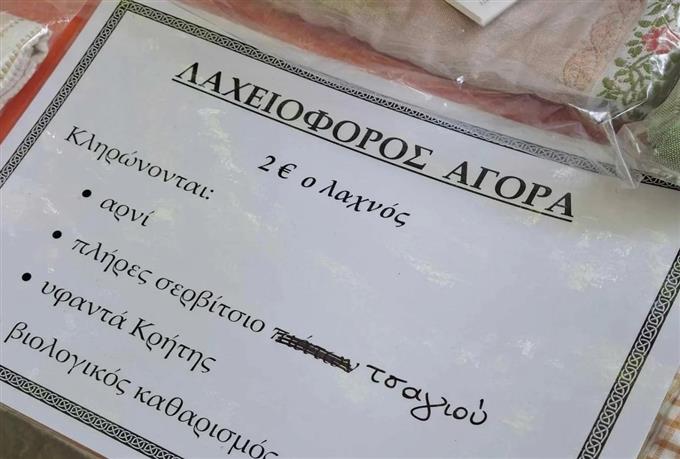 ΛΑΧΕΙΟΦΟΡΟΣ ΑΓΟΡΑ
2 € ο λαχνός
Κληρώνονται:
• αρνί
• πλήρες σερβίτσιο τσαγιού
• υφαντά Κρήτης
βιολογικός καθαρισμός